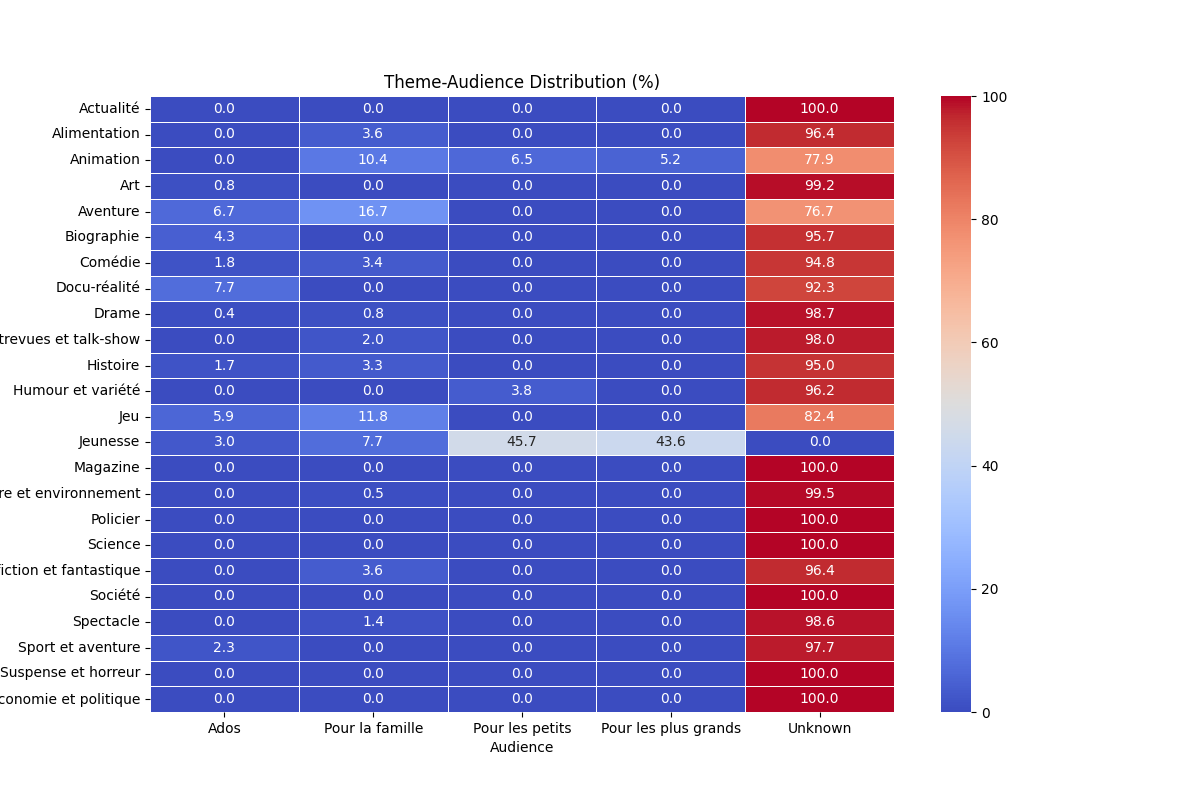 Theme-Audience Distribution (%)
Actualité 0.0 0.0 0.0 0.0 100.0
Alimentation 0.0 3.6 0.0 0.0 96.4
Animation 0.0 10.4 6.5 5.2 77.9
Art 0.8 0.0 0.0 0.0 99.2
Aventure 6.7 16.7 0.0 0.0 76.7
Biographie 4.3 0.0 0.0 0.0 95.7
Comédie 1.8 3.4 0.0 0.0 94.8
Docu-réalité 7.7 0.0 0.0 0.0 92.3
Drame 0.4 0.8 0.0 0.0 98.7
trevues et talk-show 0.0 2.0 0.0 0.0 98.0
Histoire 1.7 3.3 0.0 0.0 95.0
Humour et variété 0.0 0.0 3.8 0.0 96.2
Jeu 5.9 11.8 0.0 0.0 82.4
Jeunesse 3.0 7.7 45.7 43.6 0.0
Magazine 0.0 0.0 0.0 0.0 100.0
re et environnement 0.0 0.5 0.0 0.0 99.5
Policier 0.0 0.0 0.0 0.0 100.0
Science 0.0 0.0 0.0 0.0 100.0
fiction et fantastique 0.0 3.6 0.0 0.0 96.4
Société 0.0 0.0 0.0 0.0 100.0
Spectacle 0.0 1.4 0.0 0.0 98.6
Sport et aventure 2.3 0.0 0.0 0.0 97.7
Suspense et horreur 0.0 0.0 0.0 0.0 100.0
conomie et politique 0.0 0.0 0.0 0.0 100.0
Ados Pour la famille Pour les petits Pour les plus grands Unknown
Audience
100
80
60
40
20
0